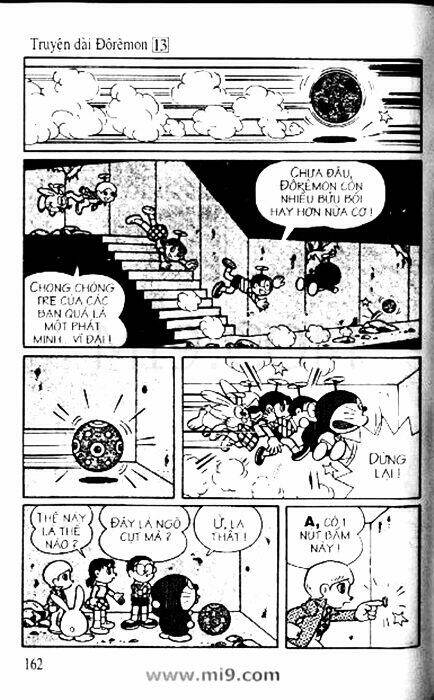 Truyện dài Đôrêmon 13
CHƯA ĐÂU,
ĐÔRÊMON CÒN
NHIỀU BỬU BỐI
HAY HƠN NỮA CƠ !
CHONG CHÓNG
TRE CỦA CÁC
BẠN QUẢ LÀ
MỘT PHÁT
MINH... VĨ ĐẠI !
DỪNG
LẠI !
THẾ NÀY
LÀ THẾ
NÀO ?
ĐÂY LÀ NGÕ
CỤT MÀ ?
Ừ, LẠ
THẬT !
A, CÓ 1
NÚT BẤM
NÀY !
162
www.mi9.com